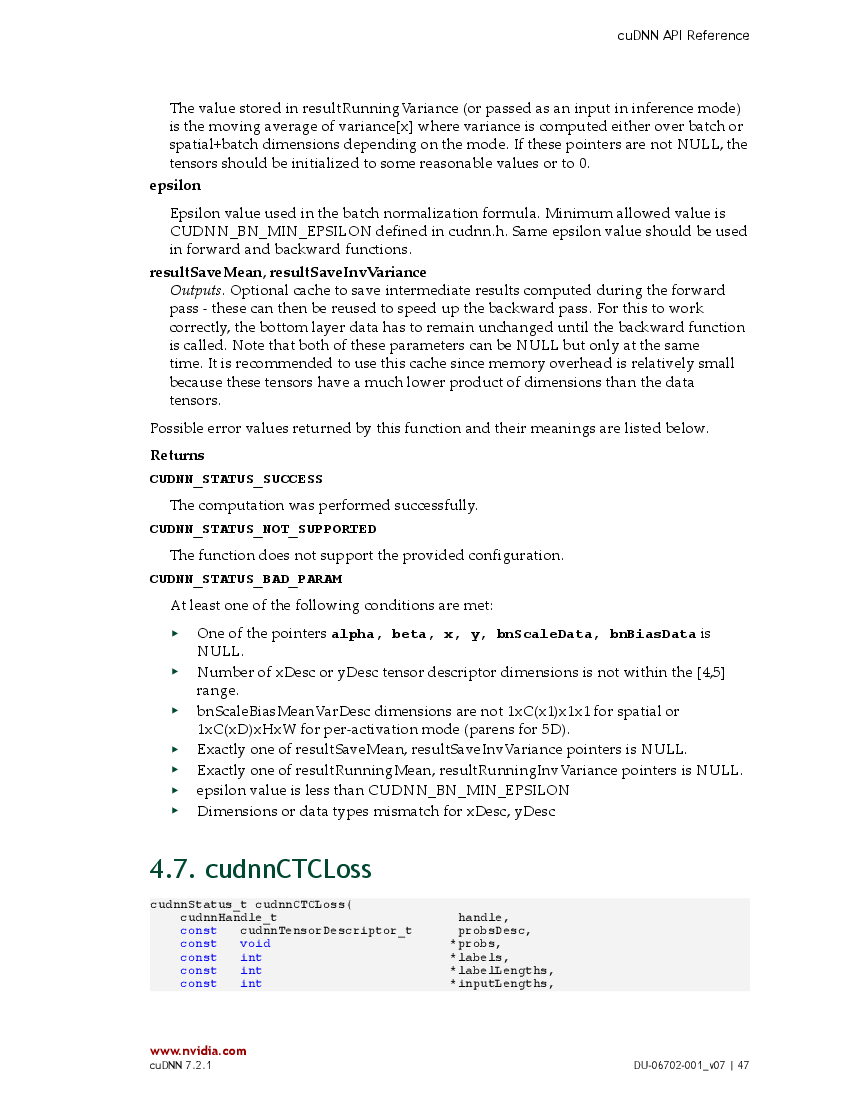 cuDNN API Reference
The value stored in resultRunningVariance (or passed as an input in inference mode)
is the moving average of variance[x] where variance is computed either over batch or
spatial+batch dimensions depending on the mode. If these pointers are not NULL, the
tensors should be initialized to some reasonable values or to 0.
epsilon
Epsilon value used in the batch normalization formula. Minimum allowed value is
CUDNN_BN_MIN_EPSILON defined in cudnn.h. Same epsilon value should be used
in forward and backward functions.
resultSaveMean, resultSaveInvVariance
Outputs. Optional cache to save intermediate results computed during the forward
pass - these can then be reused to speed up the backward pass. For this to work
correctly, the bottom layer data has to remain unchanged until the backward function
is called. Note that both of these parameters can be NULL but only at the same
time. It is recommended to use this cache since memory overhead is relatively small
because these tensors have a much lower product of dimensions than the data
tensors.
Possible error values returned by this function and their meanings are listed below.
Returns
CUDNN_STATUS_SUCCESS
The computation was performed successfully.
CUDNN_STATUS_NOT_SUPPORTED
The function does not support the provided configuration.
CUDNN_STATUS_BAD_PARAM
At least one of the following conditions are met:
▸ One of the pointers alpha, beta, x, y, bnScaleData, bnBiasData is
NULL.
▸ Number of xDesc or yDesc tensor descriptor dimensions is not within the [4,5]
range.
▸ bnScaleBiasMeanVarDesc dimensions are not 1xC(x1)x1x1 for spatial or
1xC(xD)xHxW for per-activation mode (parens for 5D).
▸ Exactly one of resultSaveMean, resultSaveInvVariance pointers is NULL.
▸ Exactly one of resultRunningMean, resultRunningInvVariance pointers is NULL.
▸ epsilon value is less than CUDNN_BN_MIN_EPSILON
▸ Dimensions or data types mismatch for xDesc, yDesc
4.7. cudnnCTCLoss
cudnnStatus_t cudnnCTCLoss(
cudnnHandle_t handle,
const cudnnTensorDescriptor_t probsDesc,
const void *probs,
const int *labels,
const int *labelLengths,
const int *inputLengths,
www.nvidia.com
cuDNN 7.2.1
DU-06702-001_v07 | 47